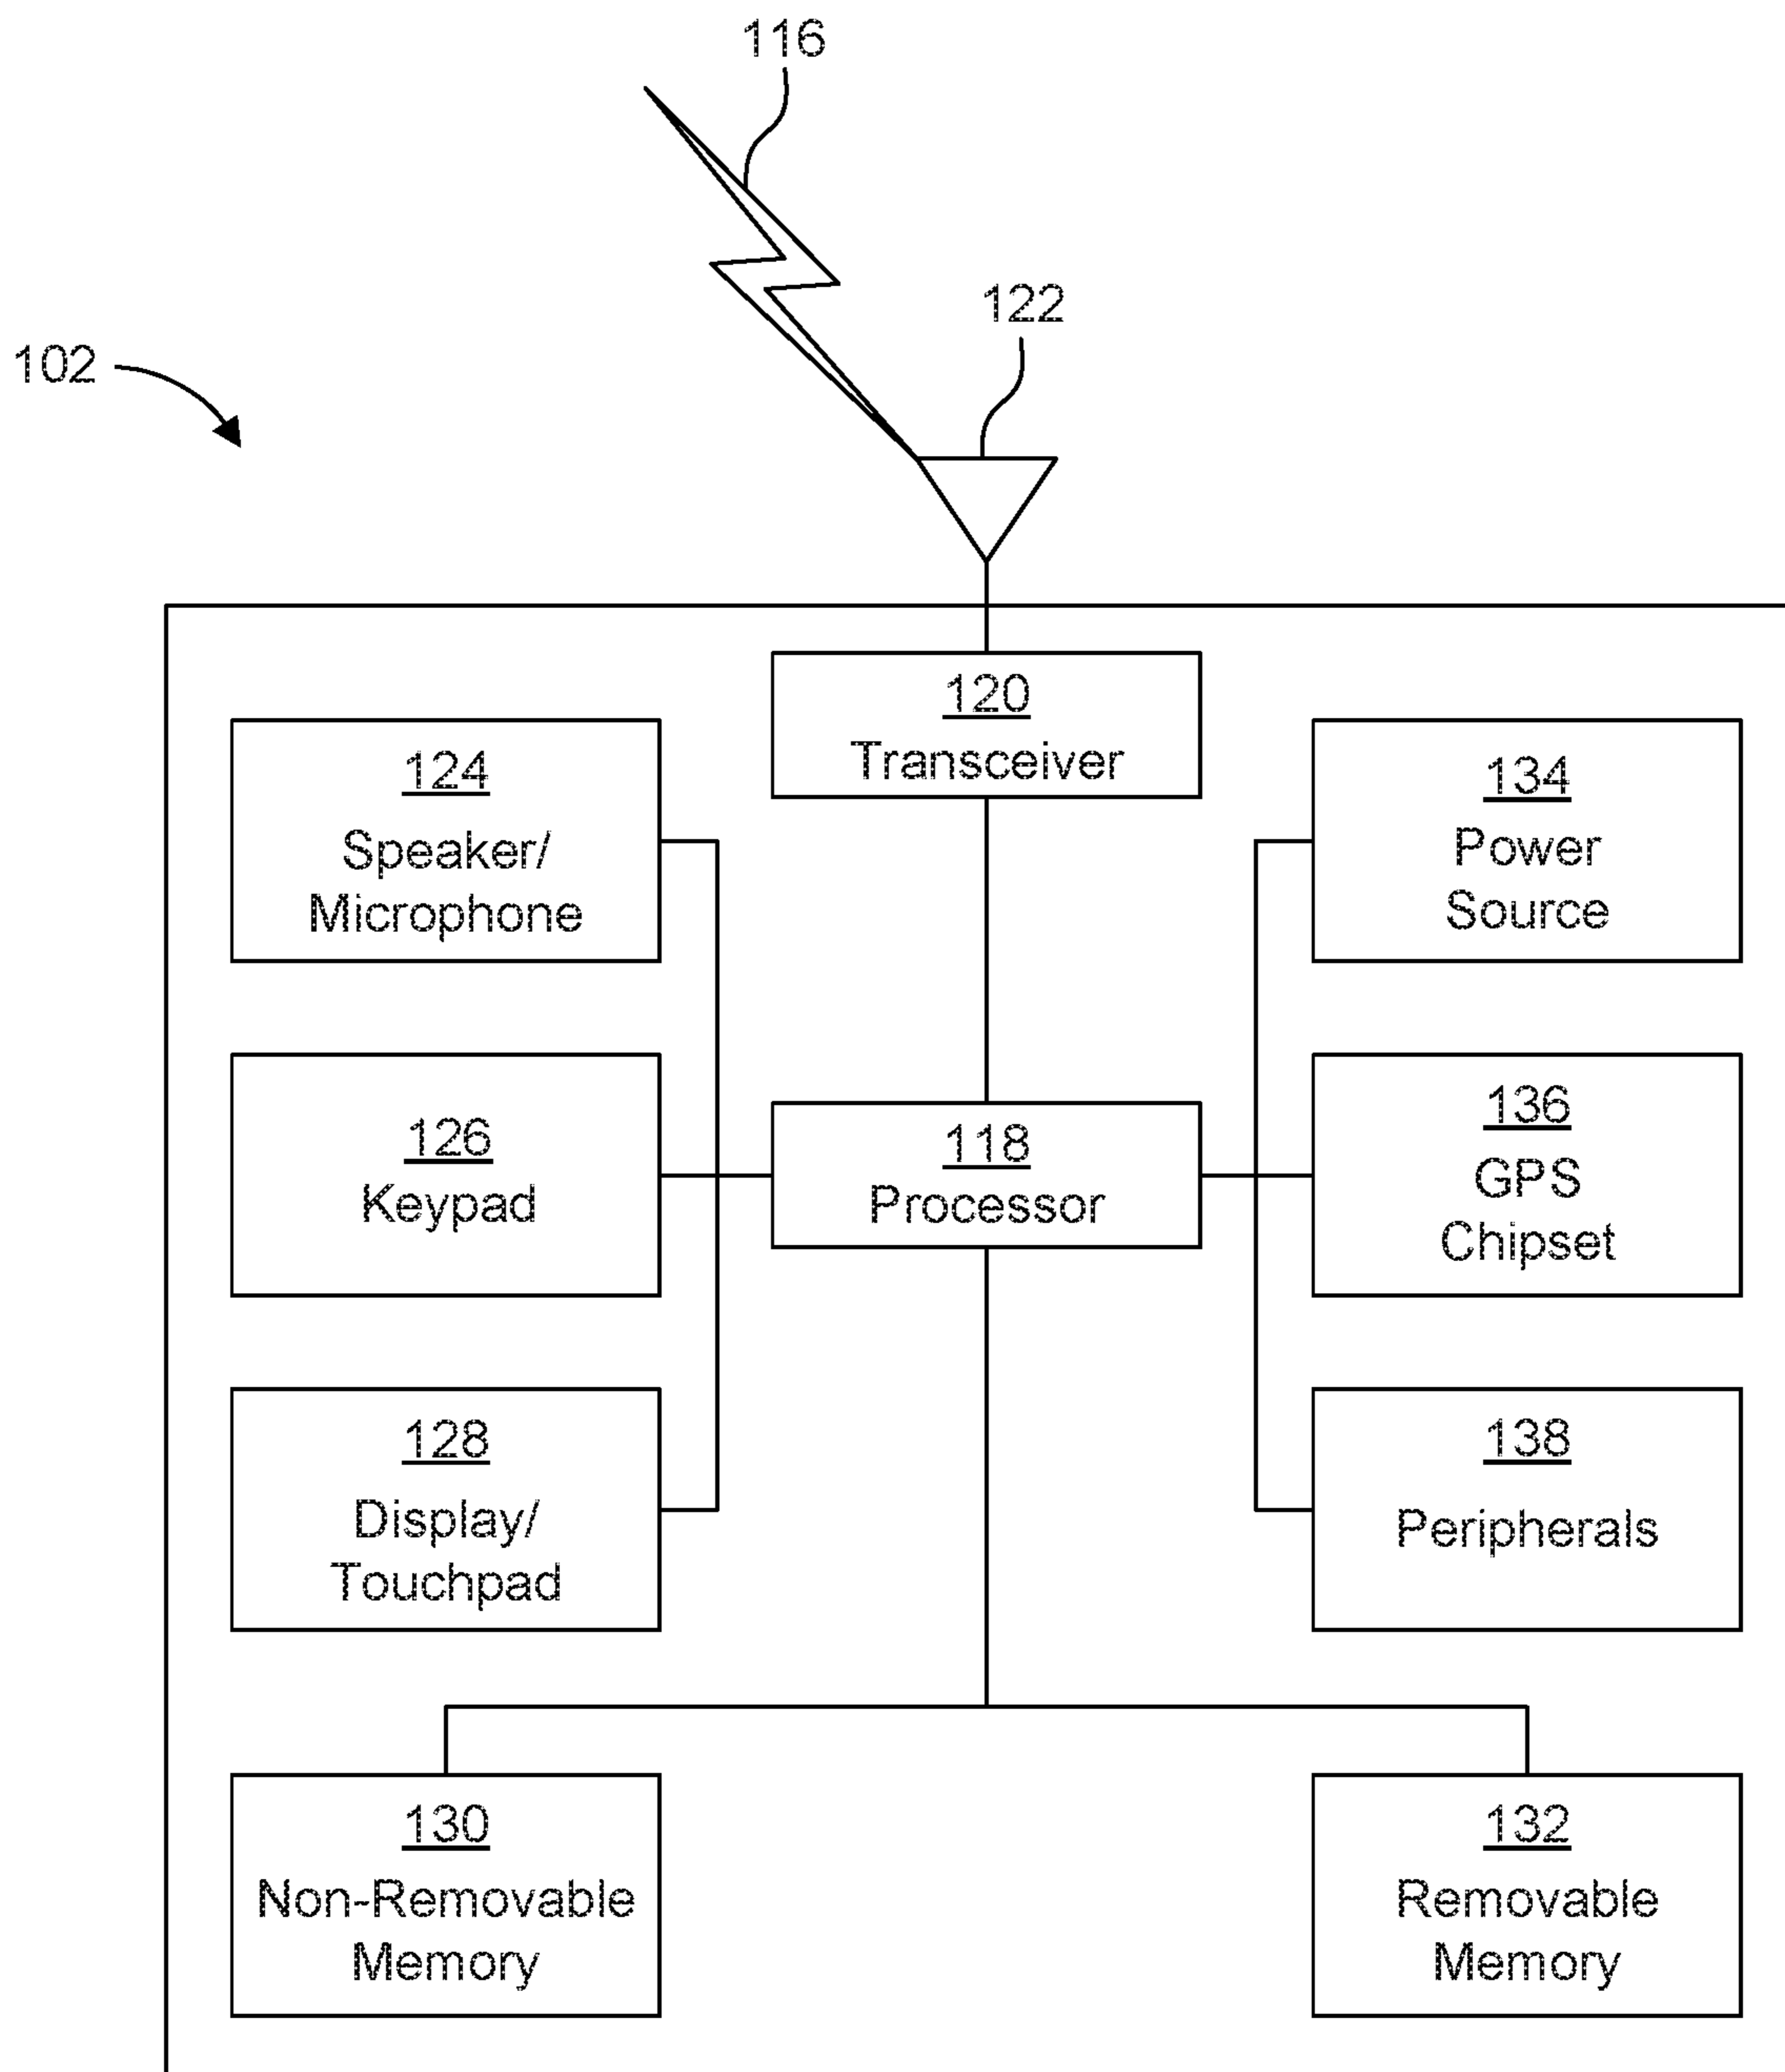 116
122
102
120
Transceiver
124
Speaker/
Microphone
134
Power
Source
126
Keypad
118
Processor
136
GPS
Chipset
128
Display/
Touchpad
138
Peripherals
130
Non-Removable
Memory
132
Removable
Memory